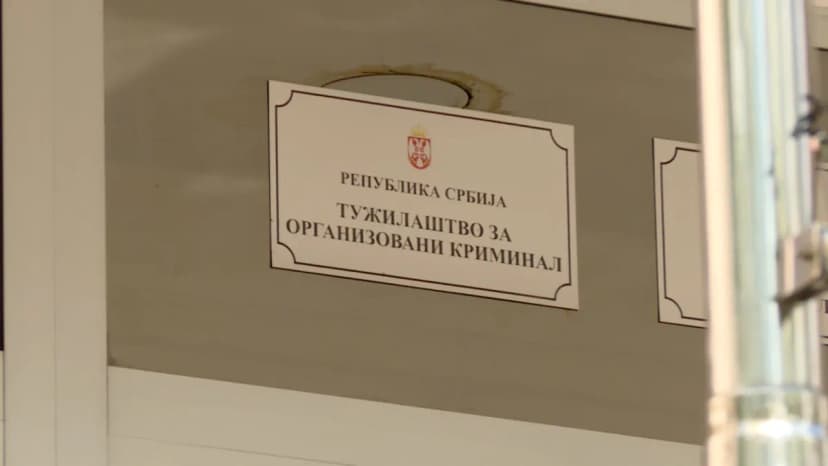 РЕПУБЛИКА СРБИЈА
ТУЖИЛАШТВО ЗА
ОРГАНИЗОВАНИ КРИМИНАЛ